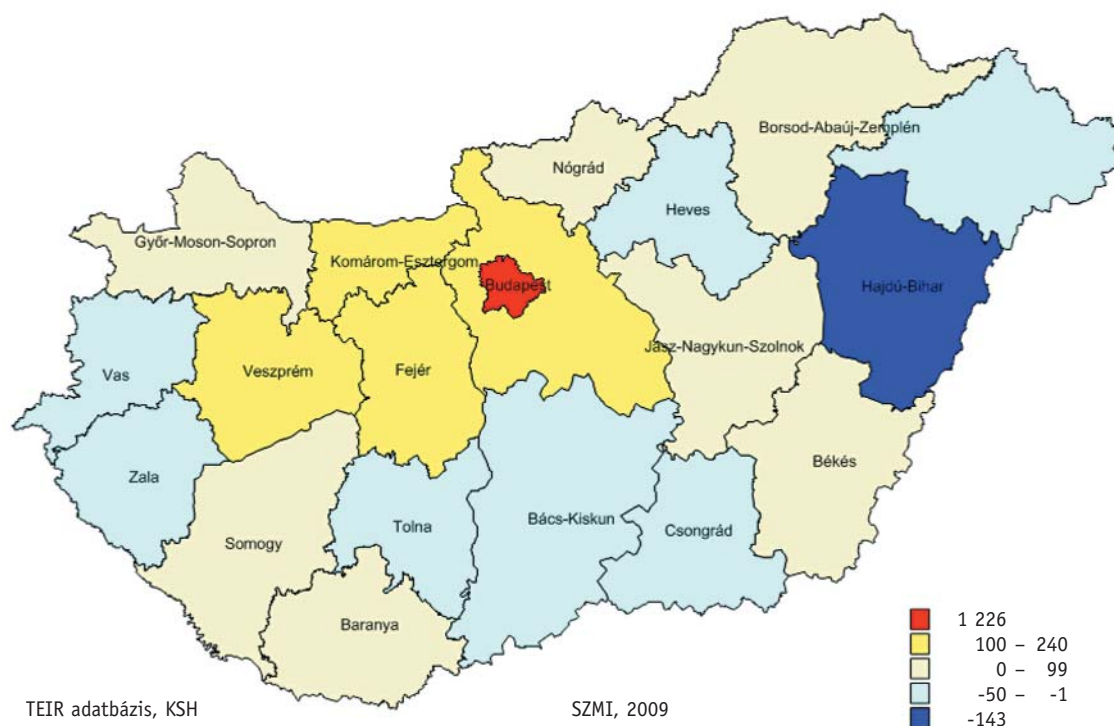 Borsod-Abaúj-Zemplén
Nógrád
Heves
Győr-Moson-Sopron
Komárom-Esztergom
Budapest
Hajdú-Bihar
Jász-Nagykun-Szolnok
Vas
Veszprém
Fejér
Békés
Zala
Tolna
Bács-Kiskun
Csongrád
Somogy
Baranya
1 226
100 – 240
0 – 99
-50 – -1
-143
TEIR adatbázis, KSH
SZMI, 2009